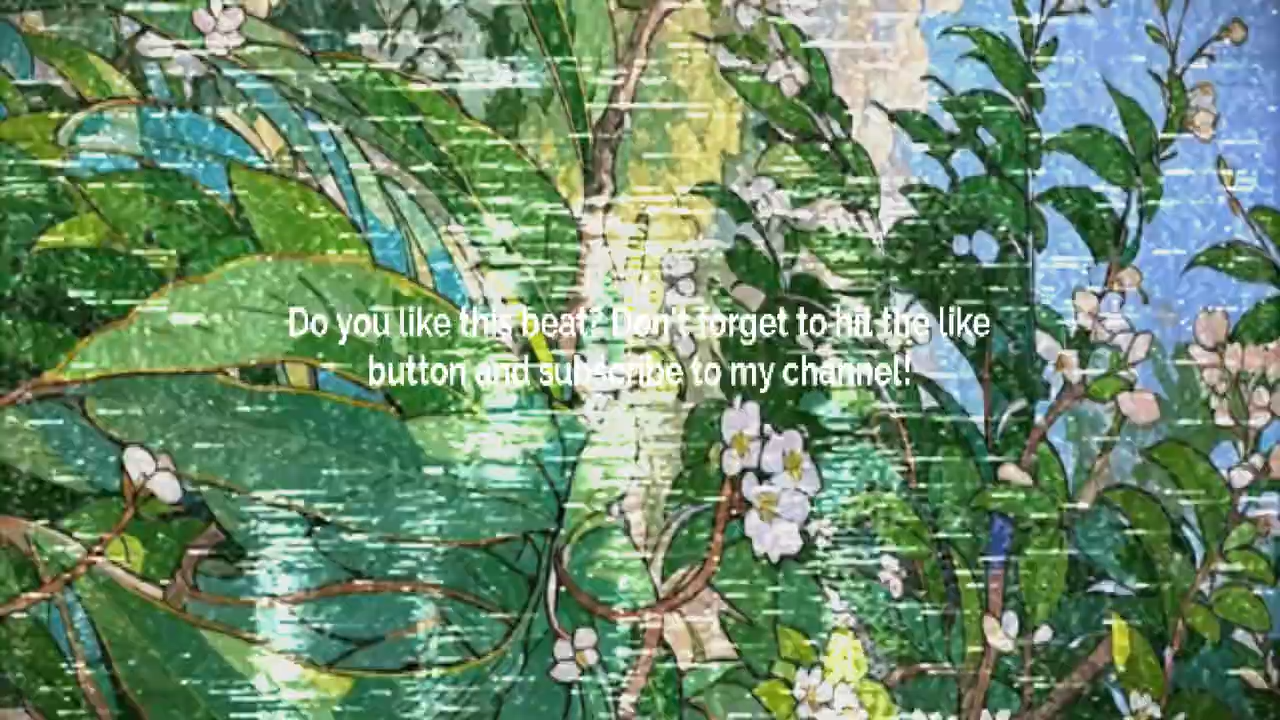 Do you like this beat? Don't forget to hit the like
button and subscribe to my channel!